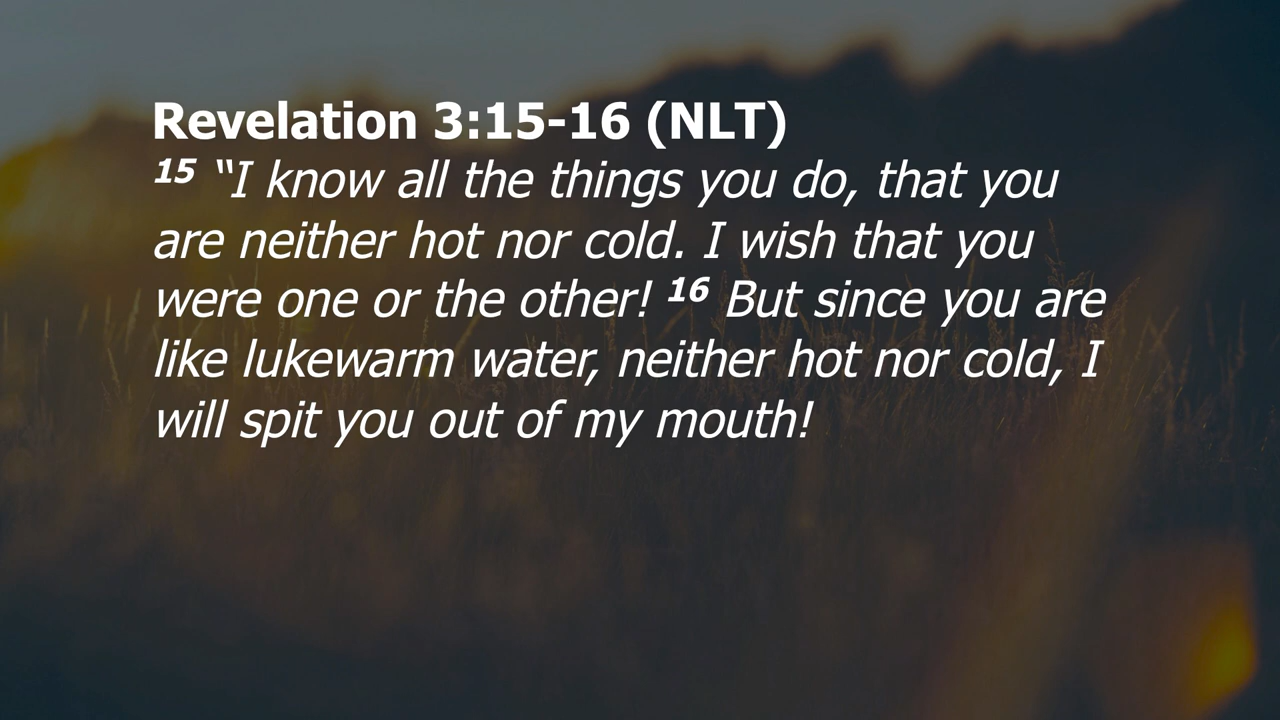 Revelation 3:15-16 (NLT)
15 “I know all the things you do, that you
are neither hot nor cold. I wish that you
were one or the other! 16 But since you are
like lukewarm water, neither hot nor cold, I
will spit you out of my mouth!